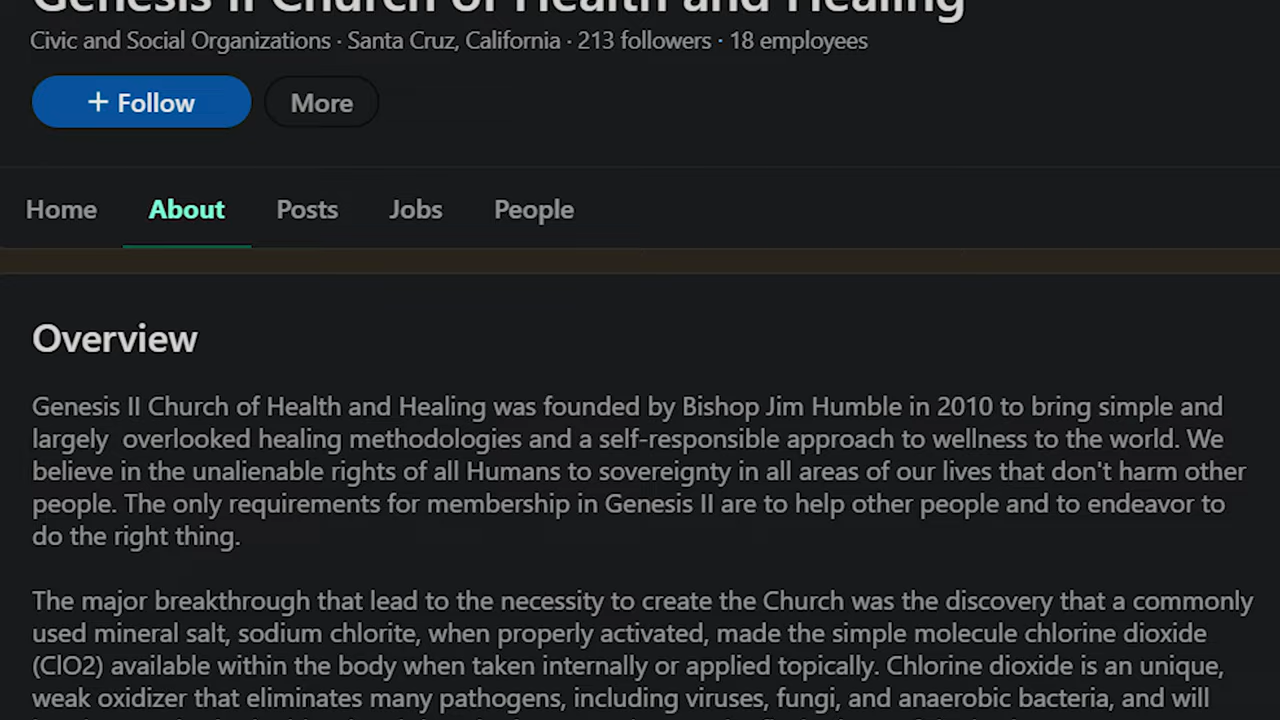 Genesis II Church of Health and Healing
Civic and Social Organizations · Santa Cruz, California · 213 followers · 18 employees
+ Follow
More
Home
About
Posts
Jobs
People
Overview
Genesis II Church of Health and Healing was founded by Bishop Jim Humble in 2010 to bring simple and
largely  overlooked healing methodologies and a self-responsible approach to wellness to the world. We
believe in the unalienable rights of all Humans to sovereignty in all areas of our lives that don't harm other
people. The only requirements for membership in Genesis II are to help other people and to endeavor to
do the right thing.
The major breakthrough that lead to the necessity to create the Church was the discovery that a commonly
used mineral salt, sodium chlorite, when properly activated, made the simple molecule chlorine dioxide
(ClO2) available within the body when taken internally or applied topically. Chlorine dioxide is an unique,
weak oxidizer that eliminates many pathogens, including viruses, fungi, and anaerobic bacteria, and will